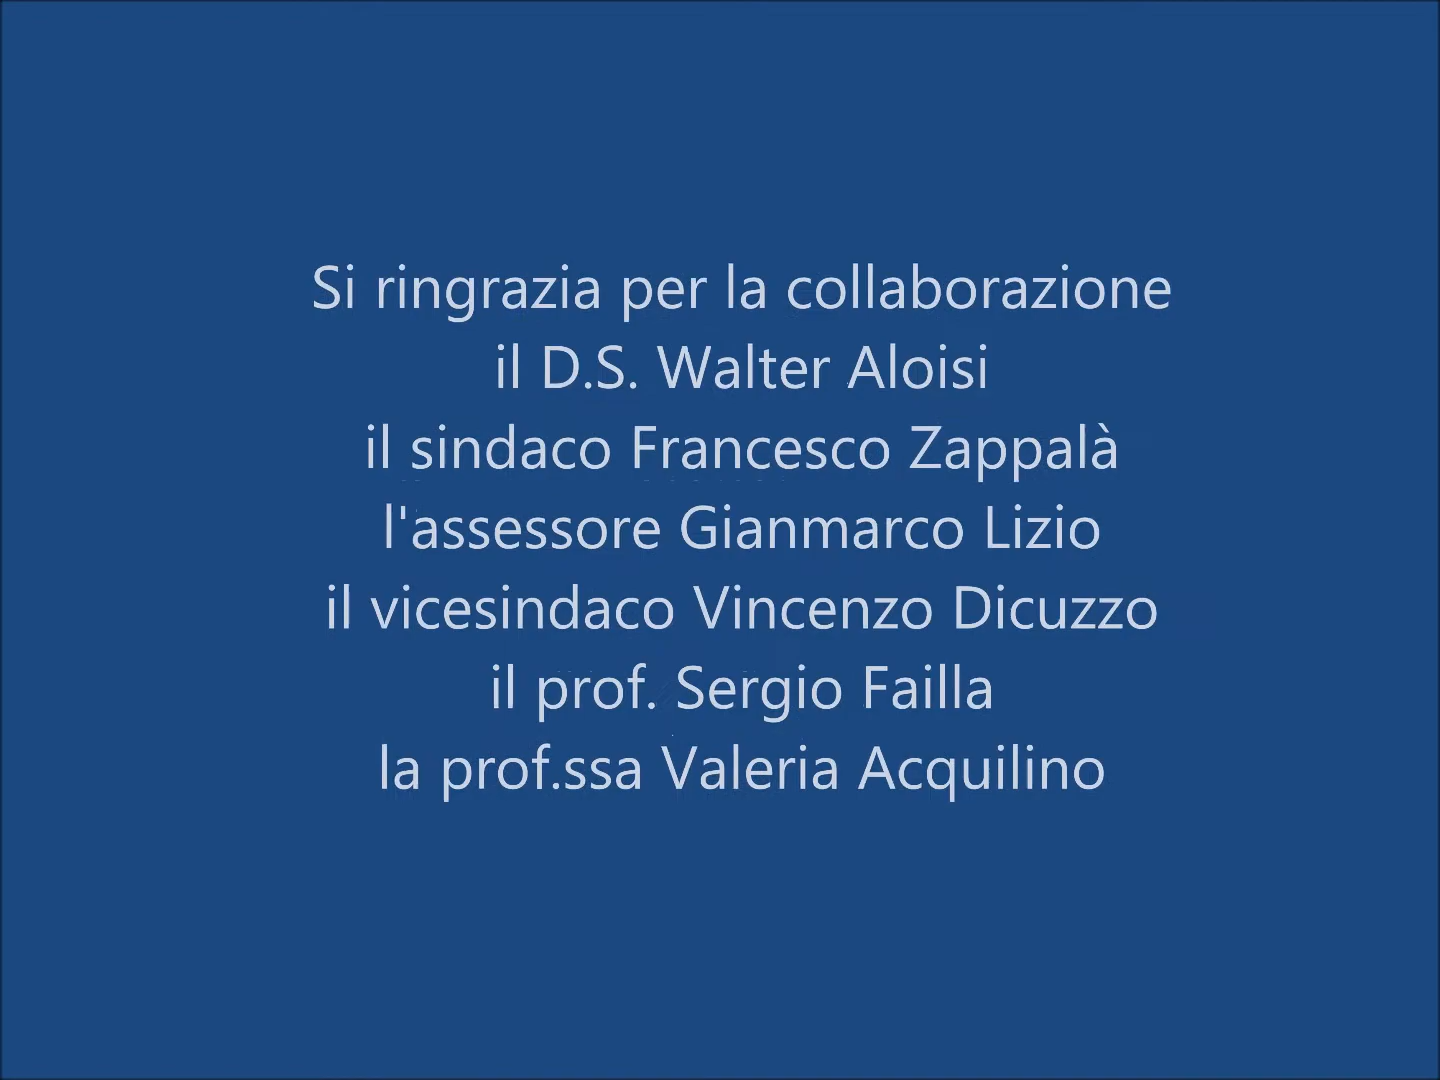 Si ringrazia per la collaborazione
il D.S. Walter Aloisi
il sindaco Francesco Zappalà
l'assessore Gianmarco Lizio
il vicesindaco Vincenzo Dicuzzo
il prof. Sergio Failla
la prof.ssa Valeria Acquilino